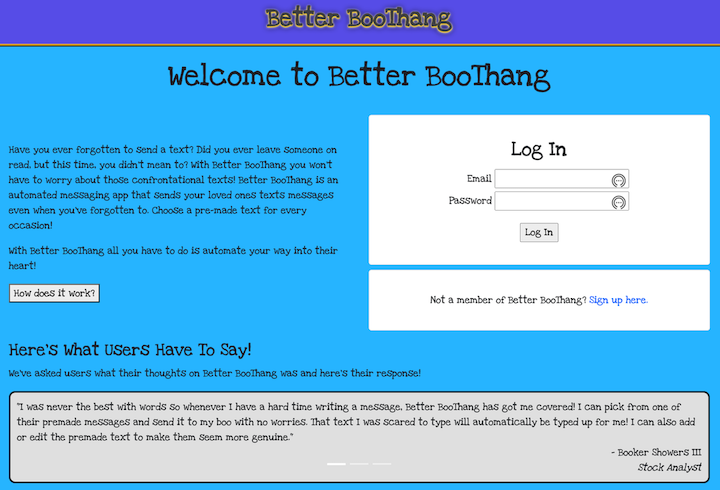 Better BooThang
Welcome to Better BooThang
Have you ever forgotten to send a text? Did you ever leave someone on
read, but this time, you didn't mean to? With Better BooThang you won't
have to worry about those confrontational texts! Better BooThang is an
automated messaging app that sends your loved ones texts messages
even when you've forgotten to. Choose a pre-made text for every
occasion!
With Better BooThang all you have to do is automate your way into their
heart!
How does it work?
Log In
Email
Password
Log In
Not a member of Better BooThang? Sign up here.
Here's What Users Have To Say!
We've asked users what their thoughts on Better BooThang was and here's their response!
"I was never the best with words so whenever I have a hard time writing a message, Better BooThang has got me covered! I can pick from one of
their premade messages and send it to my boo with no worries. That text I was scared to type will automatically be typed up for me! I can also add
or edit the premade text to make them seem more genuine."
- Booker Showers III
Stock Analyst